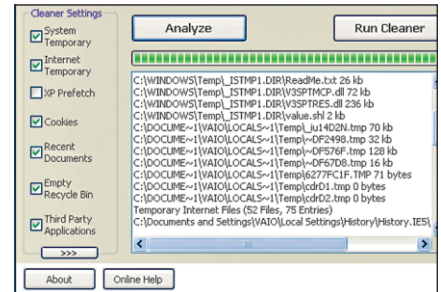 Cleaner Settings
System
Temporary
Internet
Temporary
XP Prefetch
Cookies
Recent
Documents
Empty
Recycle Bin
Third Party
Applications
>>>
Analyze
Run Cleaner
C:\WINDOWS\Temp\_ISTMP1.DIR\ReadMe.txt 26 kb
C:\WINDOWS\Temp\_ISTMP1.DIR\V3SPTMCP.dll 72 kb
C:\WINDOWS\Temp\_ISTMP1.DIR\V3SPTRES.dll 236 kb
C:\WINDOWS\Temp\_ISTMP1.DIR\value.shl 2 kb
C:\DOCUME~1\VAIO\LOCALS~1\Temp\_iu14D2N.tmp 70 kb
C:\DOCUME~1\VAIO\LOCALS~1\Temp\~DF2498.tmp 32 kb
C:\DOCUME~1\VAIO\LOCALS~1\Temp\~DF576F.tmp 128 kb
C:\DOCUME~1\VAIO\LOCALS~1\Temp\~DF67D8.tmp 16 kb
C:\DOCUME~1\VAIO\LOCALS~1\Temp\6277FC1F.TMP 71 bytes
C:\DOCUME~1\VAIO\LOCALS~1\Temp\cdrD1.tmp 0 bytes
C:\DOCUME~1\VAIO\LOCALS~1\Temp\cdrD2.tmp 0 bytes
Temporary Internet Files (52 Files, 75 Entries)
C:\Documents and Settings\VAIO\Local Settings\History\History.IE5\
About
Online Help